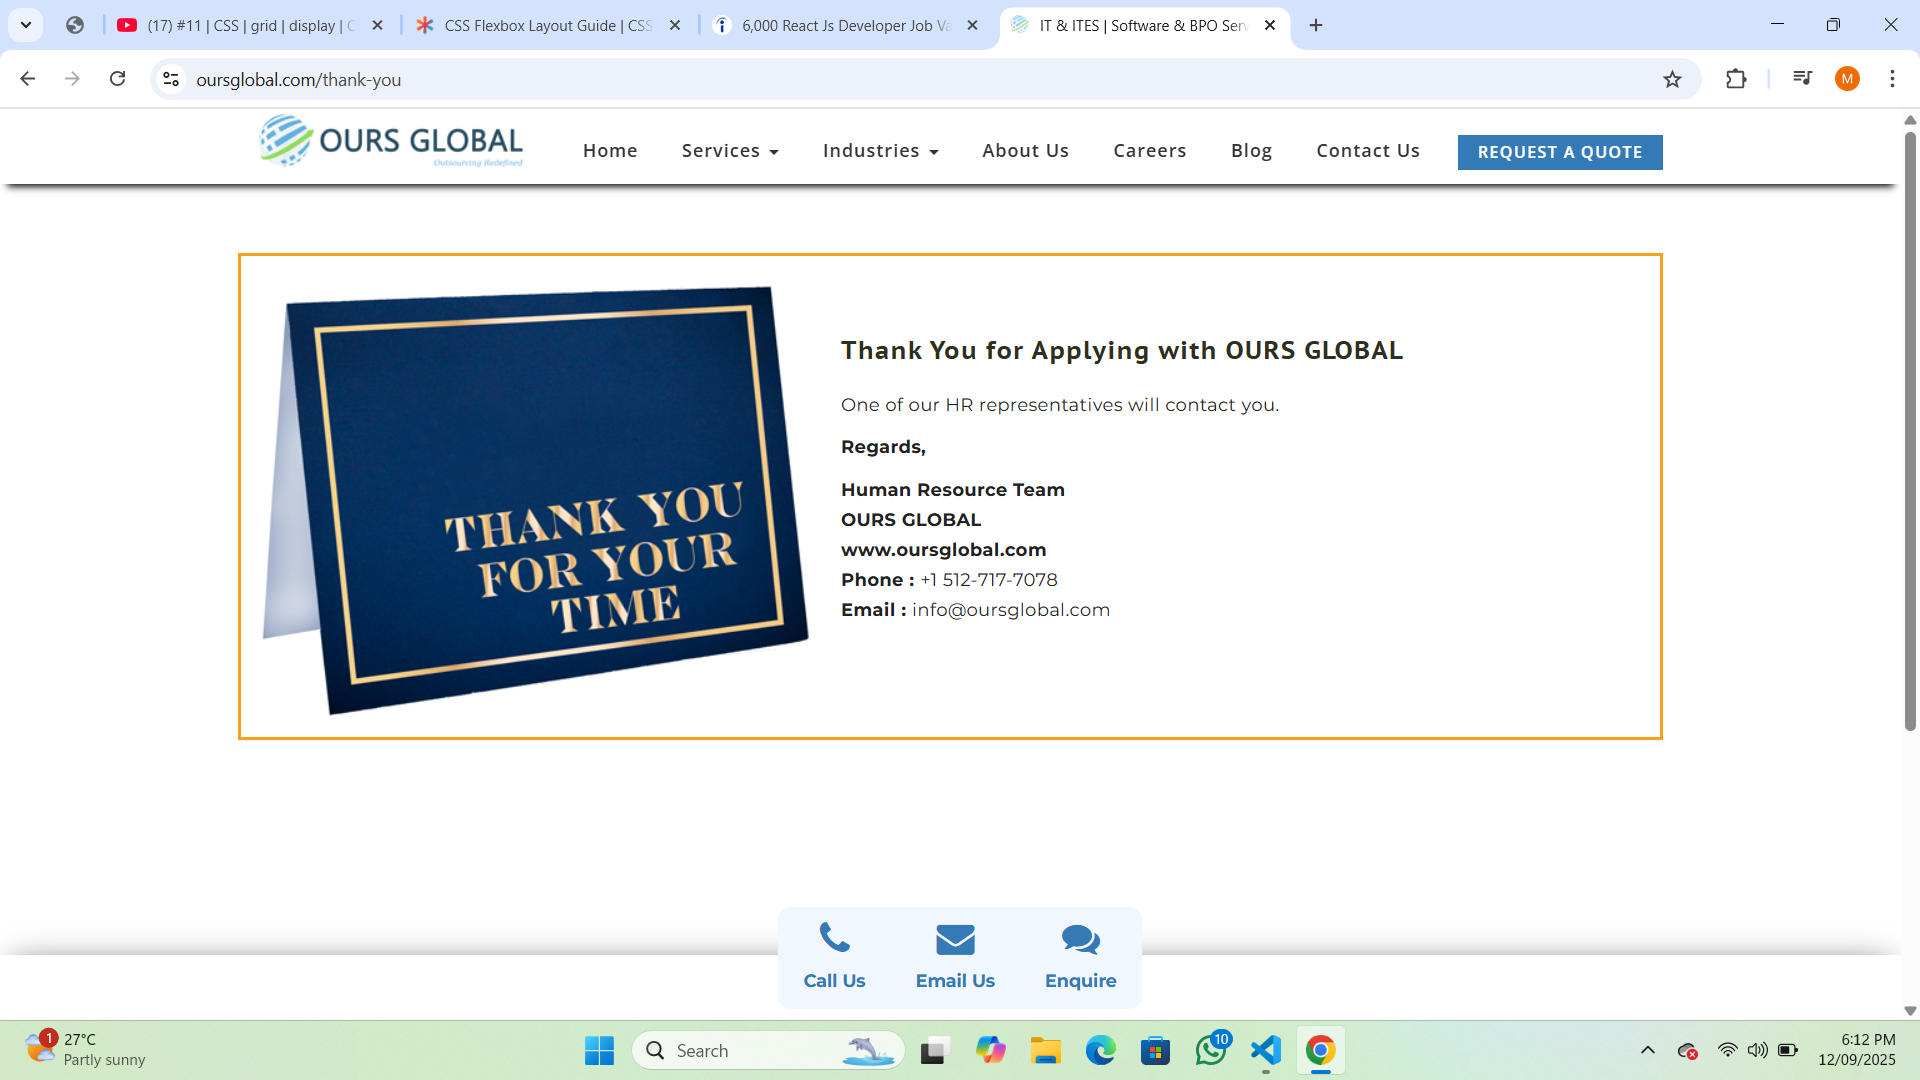 (17) #11 | CSS | grid | display | C
CSS Flexbox Layout Guide | CSS
6,000 React Js Developer Job Va
IT & ITES | Software & BPO Serv
oursglobal.com/thank-you
M
OURS GLOBAL
Outsourcing Redefined
Home
Services
Industries
About Us
Careers
Blog
Contact Us
REQUEST A QUOTE
THANK YOU
FOR YOUR
TIME
Thank You for Applying with OURS GLOBAL
One of our HR representatives will contact you.
Regards,
Human Resource Team
OURS GLOBAL
www.oursglobal.com
Phone : +1 512-717-7078
Email : info@oursglobal.com
Call Us
Email Us
Enquire
1
27°C
Partly sunny
Search
10
6:12 PM
12/09/2025